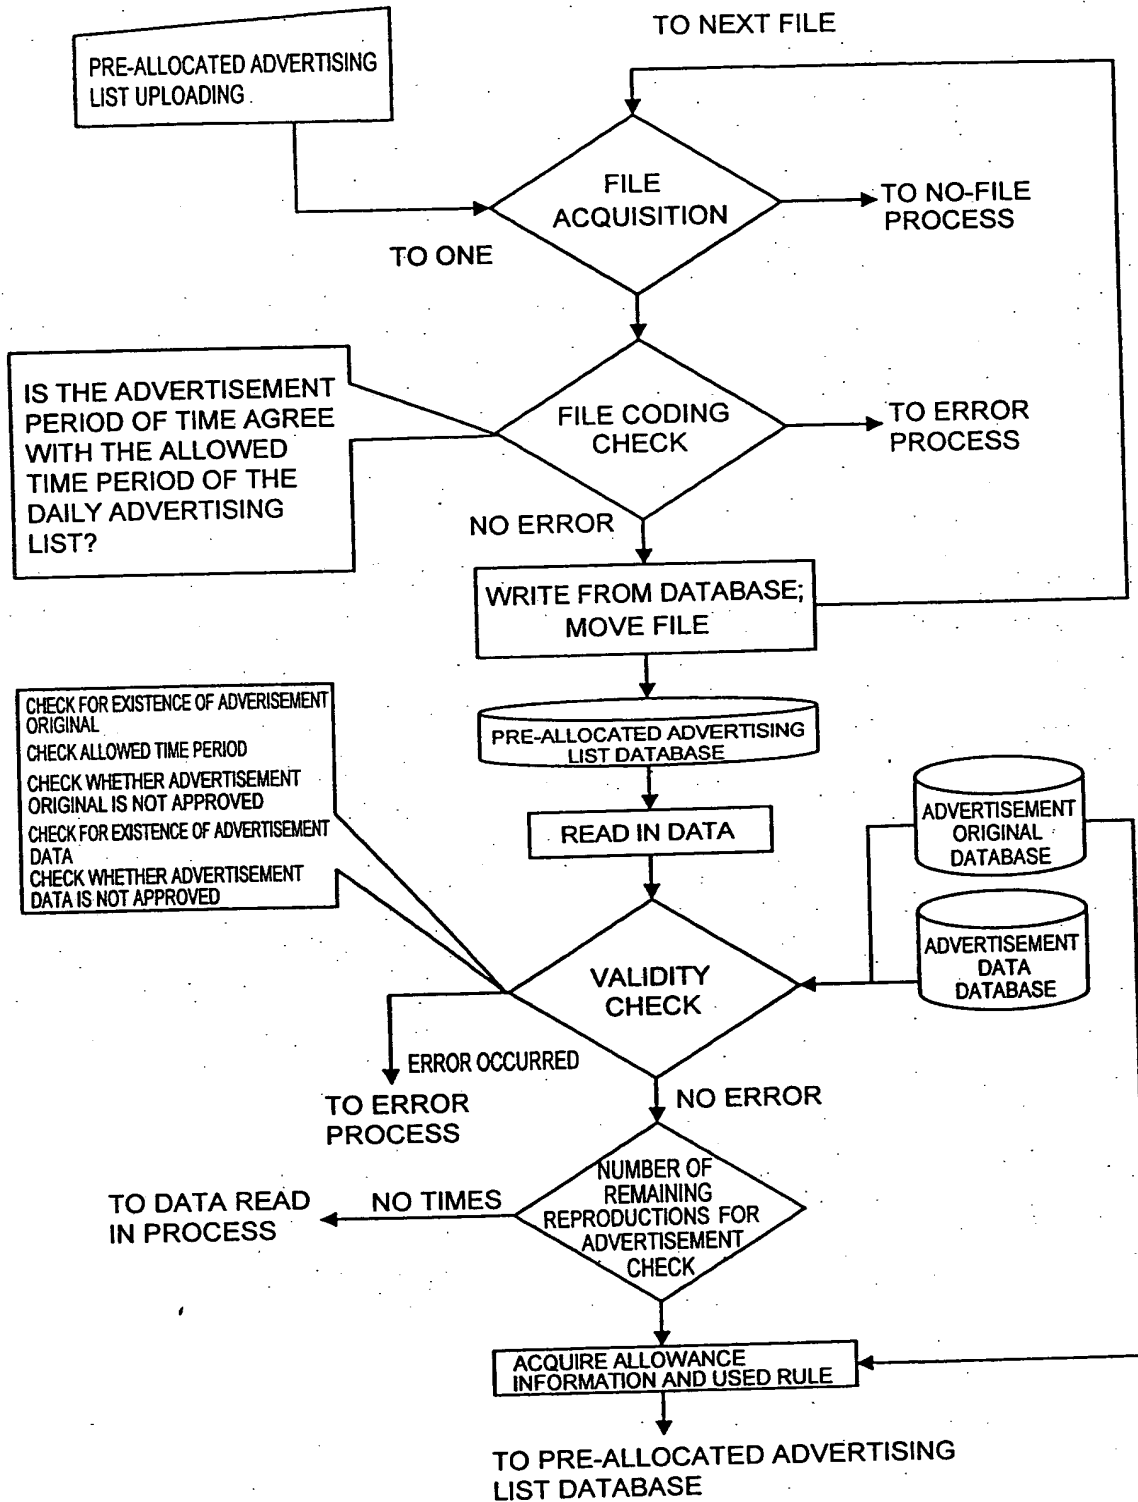 TO NEXT FILE
PRE-ALLOCATED ADVERTISING
LIST UPLOADING
FILE
ACQUISITION
TO NO-FILE
PROCESS
TO ONE
IS THE ADVERTISEMENT
PERIOD OF TIME AGREE
WITH THE ALLOWED
TIME PERIOD OF THE
DAILY ADVERTISING
LIST?
FILE CODING
CHECK
TO ERROR
PROCESS
NO ERROR
WRITE FROM DATABASE;
MOVE FILE
CHECK FOR EXISTENCE OF ADVERISEMENT
ORIGINAL
CHECK ALLOWED TIME PERIOD
CHECK WHETHER ADVERTISEMENT
ORIGINAL IS NOT APPROVED
CHECK FOR EXISTENCE OF ADVERTISEMENT
DATA
CHECK WHETHER ADVERTISEMENT
DATA IS NOT APPROVED
PRE-ALLOCATED ADVERTISING
LIST DATABASE
READ IN DATA
ADVERTISEMENT
ORIGINAL
DATABASE
ADVERTISEMENT
DATA
DATABASE
VALIDITY
CHECK
ERROR OCCURRED
TO ERROR
PROCESS
NO ERROR
NUMBER OF
REMAINING
REPRODUCTIONS FOR
ADVERTISEMENT
CHECK
NO TIMES
TO DATA READ
IN PROCESS
ACQUIRE ALLOWANCE
INFORMATION AND USED RULE
TO PRE-ALLOCATED ADVERTISING
LIST DATABASE